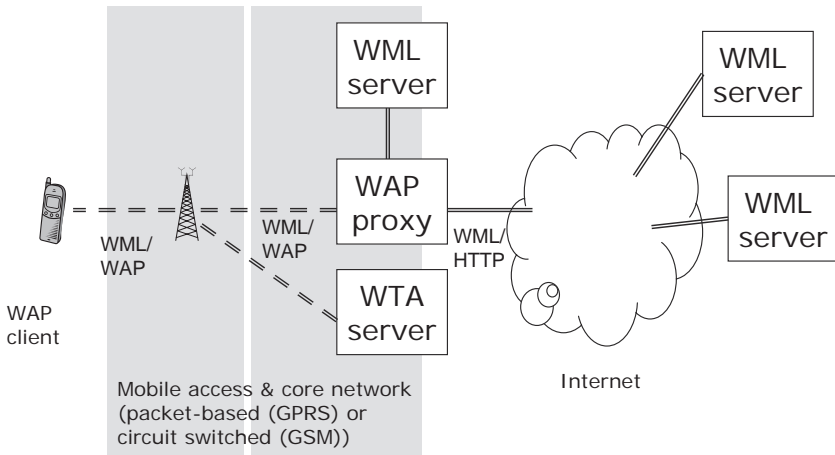 WML
server
WML
server
WAP
proxy
WML
server
WML/
WAP
WML/
WAP
WML/
HTTP
WTA
server
WAP
client
Internet
Mobile access & core network
(packet-based (GPRS) or
circuit switched (GSM))